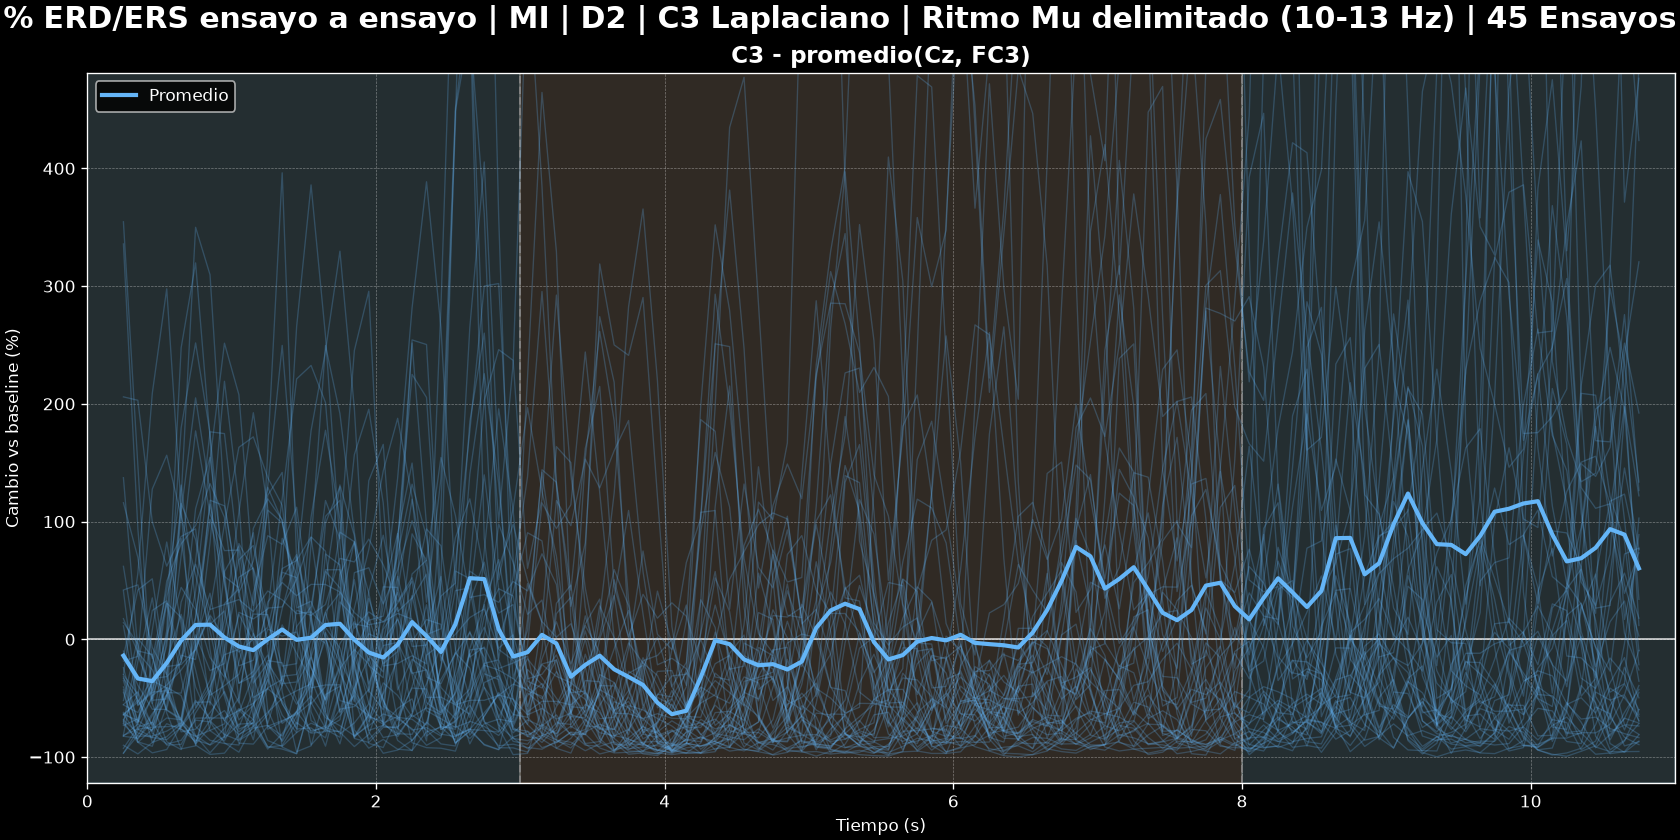 % ERD/ERS ensayo a ensayo | MI | D2 | C3 Laplaciano | Ritmo Mu delimitado (10-13 Hz) | 45 Ensayos
C3 - promedio(Cz, FC3)
Promedio
Cambio vs baseline (%)
400
300
200
100
0
−100
0
2
4
6
8
10
Tiempo (s)